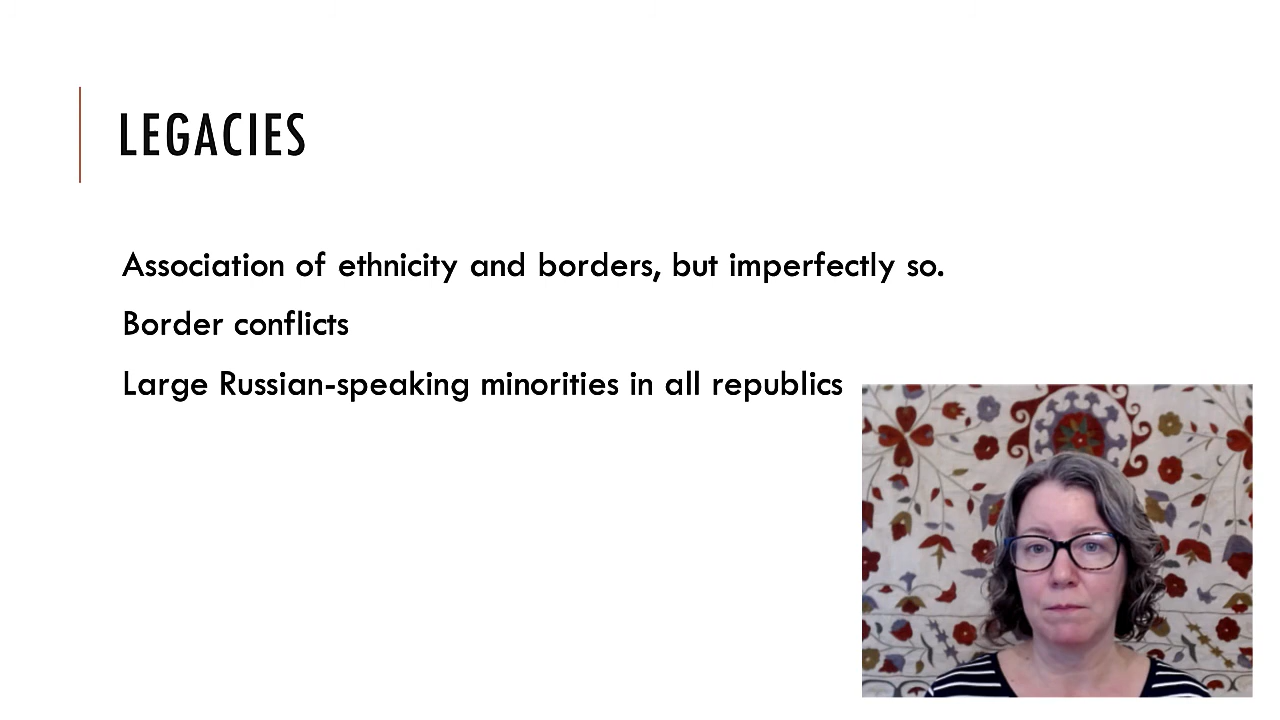 LEGACIES
Association of ethnicity and borders, but imperfectly so.
Border conflicts
Large Russian-speaking minorities in all republics